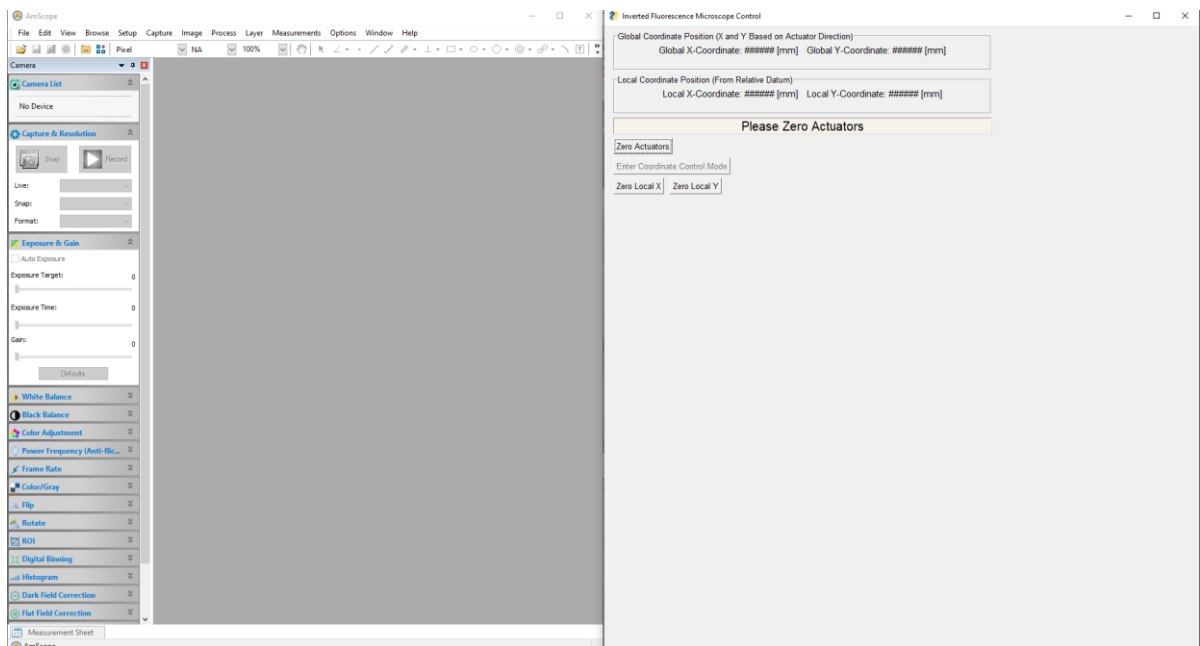 AmScope
File Edit View Browse Setup Capture Image Process Layer Measurements Options Window Help
Pixel NA 100%
Camera
Camera List
No Device
Capture & Resolution
Snap Record
Live:
Snap:
Format:
Exposure & Gain
Auto Exposure
Exposure Target: 0
Exposure Time: 0
Gain: 0
Defaults
White Balance
Black Balance
Color Adjustment
Power Frequency (Anti-flic...
Frame Rate
Color/Gray
Flip
Rotate
ROI
Digital Binning
Histogram
Dark Field Correction
Flat Field Correction
Measurement Sheet
AmScope
Inverted Fluorescence Microscope Control
Global Coordinate Position (X and Y Based on Actuator Direction)
Global X-Coordinate: ###### [mm] Global Y-Coordinate: ###### [mm]
Local Coordinate Position (From Relative Datum)
Local X-Coordinate: ###### [mm] Local Y-Coordinate: ###### [mm]
Please Zero Actuators
Zero Actuators
Enter Coordinate Control Mode
Zero Local X Zero Local Y